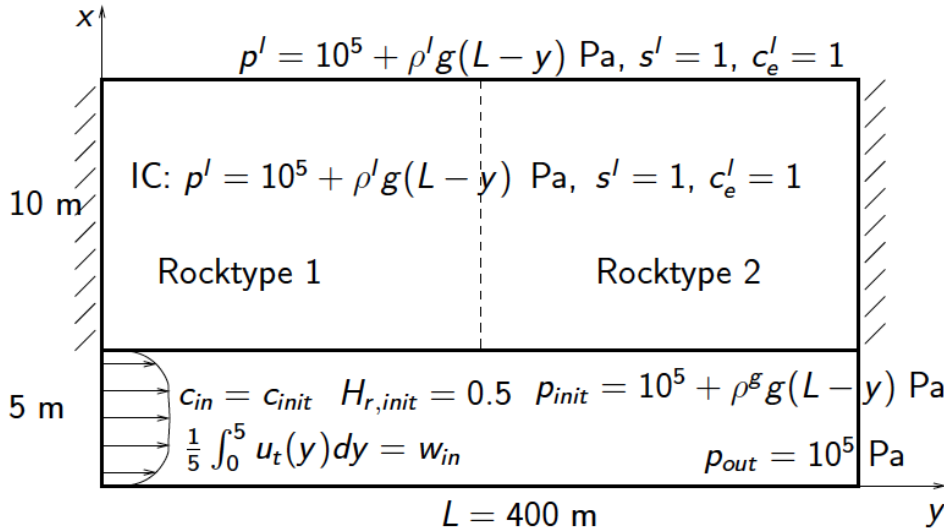 x
p^l = 10^5 + ρ^l g(L − y) Pa, s^l = 1, c_e^l = 1
IC: p^l = 10^5 + ρ^l g(L − y) Pa, s^l = 1, c_e^l = 1
10 m
Rocktype 1 Rocktype 2
c_in = c_init H_r,init = 0.5 p_init = 10^5 + ρ^g g(L − y) Pa
5 m
1/5 ∫_0^5 u_t(y)dy = w_in p_out = 10^5 Pa
L = 400 m y